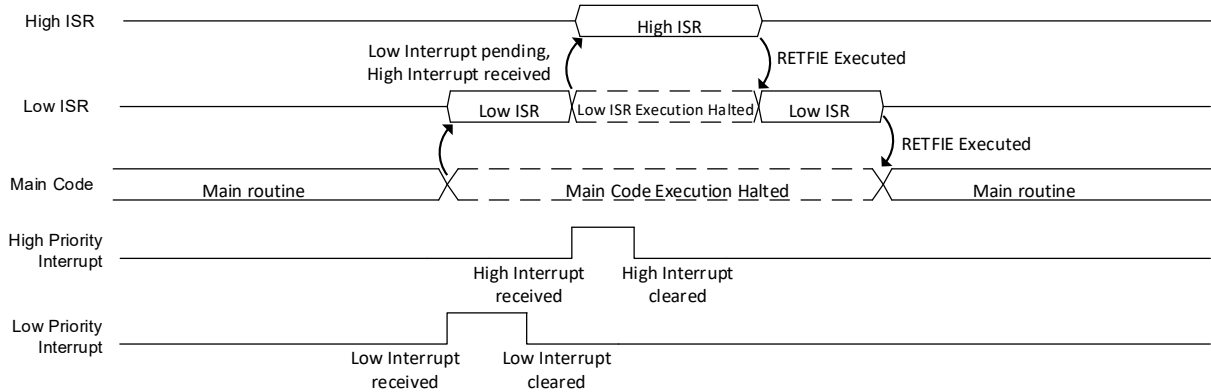 High ISR
High ISR
Low Interrupt pending,
High Interrupt received
RETFIE Executed
Low ISR
Low ISR
Low ISR Execution Halted
Low ISR
RETFIE Executed
Main Code
Main routine
Main Code Execution Halted
Main routine
High Priority
Interrupt
High Interrupt
received
High Interrupt
cleared
Low Priority
Interrupt
Low Interrupt
received
Low Interrupt
cleared